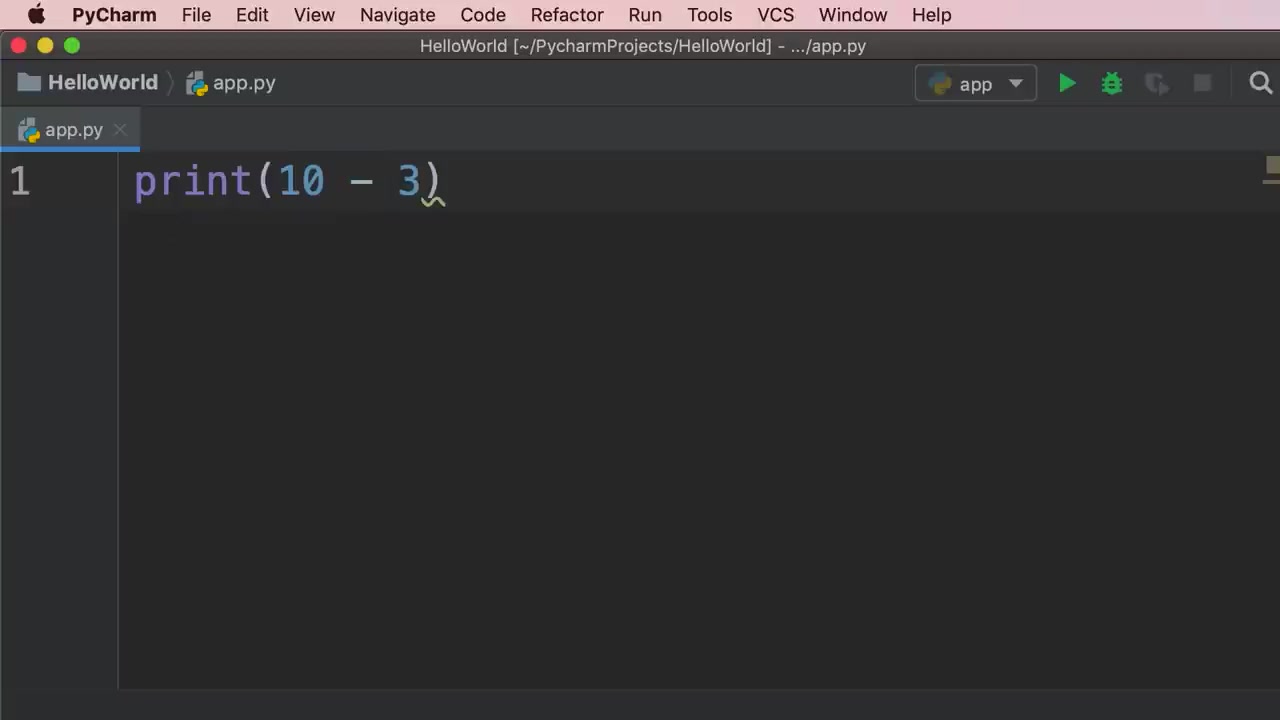 PyCharm File Edit View Navigate Code Refactor Run Tools VCS Window Help
HelloWorld [~/PycharmProjects/HelloWorld] - .../app.py
HelloWorld app.py app
app.py
1 print(10 - 3)